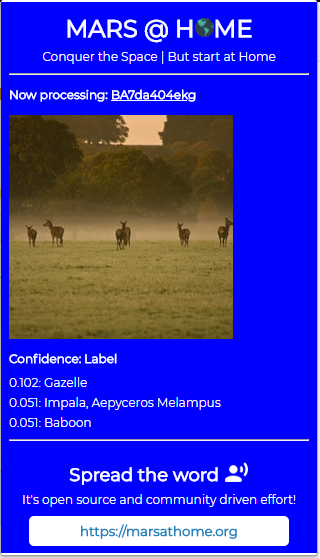 MARS @ H🌎ME
Conquer the Space | But start at Home
Now processing: BA7da404ekg
Confidence: Label
0.102: Gazelle
0.051: Impala, Aepyceros Melampus
0.051: Baboon
Spread the word
It's open source and community driven effort!
https://marsathome.org